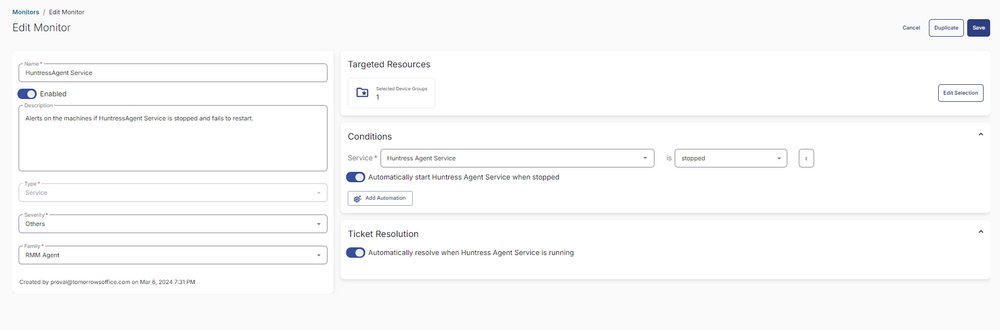 Monitors / Edit Monitor
Edit Monitor
Cancel
Duplicate
Save
Name *
HuntressAgent Service
Enabled
Description
Alerts on the machines if HuntressAgent Service is stopped and fails to restart.
Type *
Service
Severity *
Others
Family *
RMM Agent
Created by proval@tomorrowsoffice.com on Mar 6, 2024 7:31 PM
Targeted Resources
Selected Device Groups
1
Edit Selection
Conditions
Service * Huntress Agent Service is stopped
Automatically start Huntress Agent Service when stopped
Add Automation
Ticket Resolution
Automatically resolve when Huntress Agent Service is running